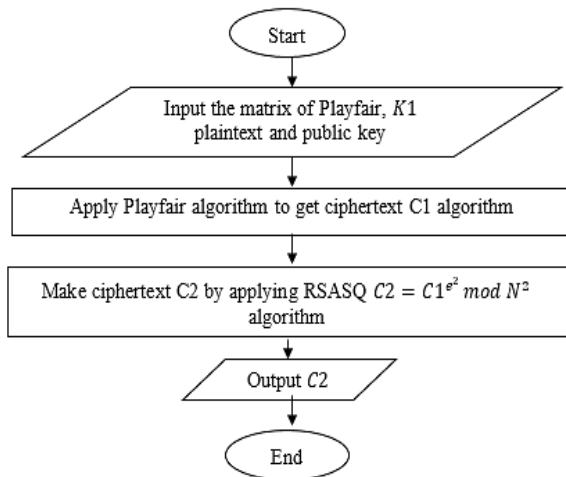 Start
Input the matrix of Playfair, K1
plaintext and public key
Apply Playfair algorithm to get ciphertext C1 algorithm
Make ciphertext C2 by applying RSASQ C2 = C1^{e^2} mod N^2
algorithm
Output C2
End